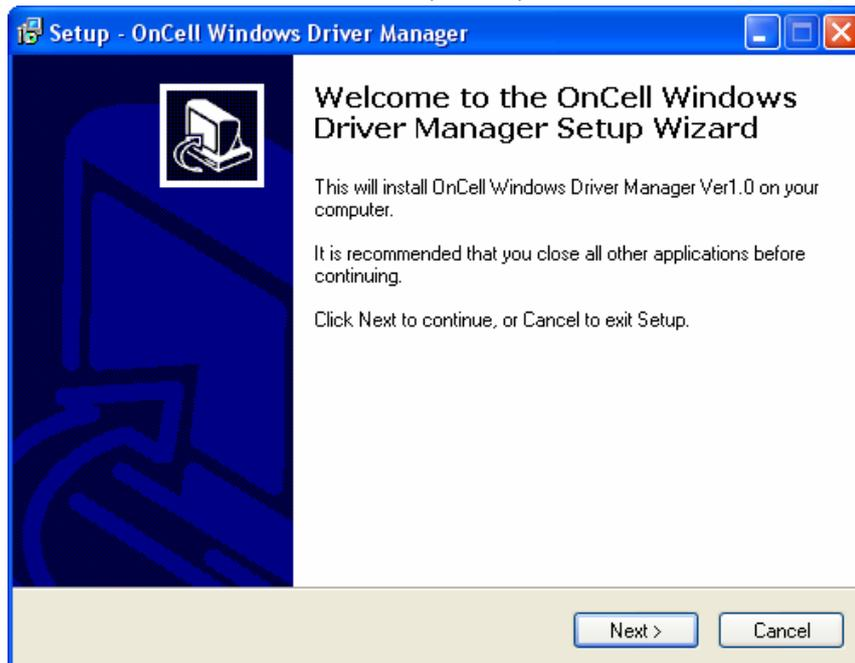 Setup - OnCell Windows Driver Manager
Welcome to the OnCell Windows
Driver Manager Setup Wizard
This will install OnCell Windows Driver Manager Ver1.0 on your
computer.
It is recommended that you close all other applications before
continuing.
Click Next to continue, or Cancel to exit Setup.
Next >
Cancel